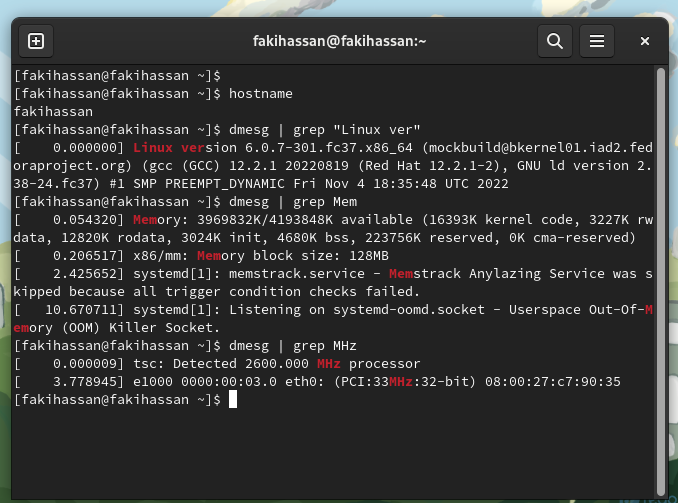 fakihassan@fakihassan:~
[fakihassan@fakihassan ~]$
[fakihassan@fakihassan ~]$ hostname
fakihassan
[fakihassan@fakihassan ~]$ dmesg | grep "Linux ver"
[    0.000000] Linux version 6.0.7-301.fc37.x86_64 (mockbuild@bkernel01.iad2.fed
oraproject.org) (gcc (GCC) 12.2.1 20220819 (Red Hat 12.2.1-2), GNU ld version 2.
38-24.fc37) #1 SMP PREEMPT_DYNAMIC Fri Nov 4 18:35:48 UTC 2022
[fakihassan@fakihassan ~]$ dmesg | grep Mem
[    0.054320] Memory: 3969832K/4193848K available (16393K kernel code, 3227K rw
data, 12820K rodata, 3024K init, 4680K bss, 223756K reserved, 0K cma-reserved)
[    0.206517] x86/mm: Memory block size: 128MB
[    2.425652] systemd[1]: memstrack.service - Memstrack Anylazing Service was s
kipped because all trigger condition checks failed.
[   10.670711] systemd[1]: Listening on systemd-oomd.socket - Userspace Out-Of-M
emory (OOM) Killer Socket.
[fakihassan@fakihassan ~]$ dmesg | grep MHz
[    0.000009] tsc: Detected 2600.000 MHz processor
[    3.778945] e1000 0000:00:03.0 eth0: (PCI:33MHz:32-bit) 08:00:27:c7:90:35
[fakihassan@fakihassan ~]$